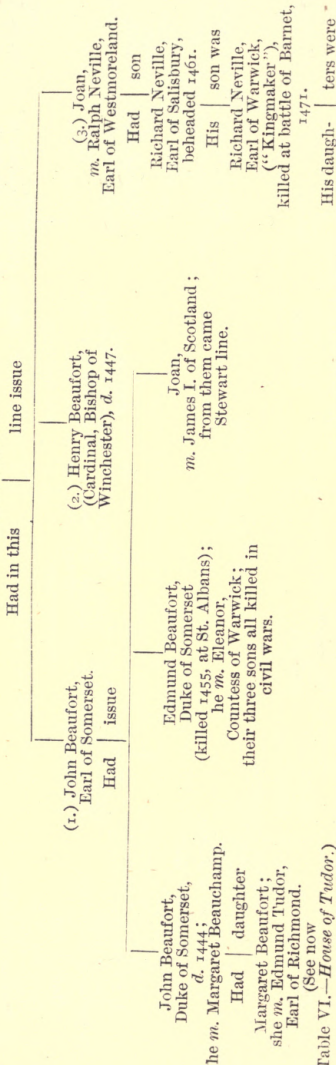 Had in this | line issue
(1.) John Beaufort,
Earl of Somerset.
Had | issue
(2.) Henry Beaufort,
(Cardinal, Bishop of
Winchester), d. 1447.
(3.) Joan,
m. Ralph Neville,
Earl of Westmoreland.
Had | son
Richard Neville,
Earl of Salisbury,
beheaded 1461.
His | son was
Richard Neville,
Earl of Warwick,
("Kingmaker"),
killed at battle of Barnet,
1471.
His daugh- | ters were
John Beaufort,
Duke of Somerset,
d. 1444;
he m. Margaret Beauchamp.
Had | daughter
Margaret Beaufort;
she m. Edmund Tudor,
Earl of Richmond.
(See now
Table VI.—House of Tudor.)
Edmund Beaufort,
Duke of Somerset
(killed 1455, at St. Albans);
he m. Eleanor,
Countess of Warwick;
their three sons all killed in
civil wars.
Joan,
m. James I. of Scotland;
from them came
Stewart line.